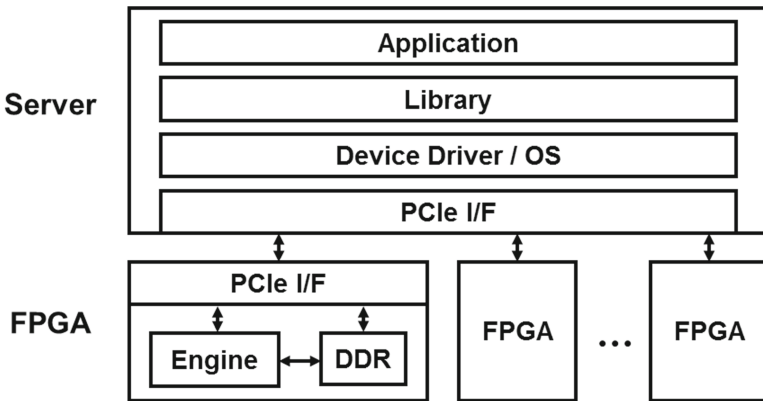 Application
Server
Library
Device Driver / OS
PCIe I/F
PCIe I/F
FPGA
Engine
DDR
FPGA
...
FPGA